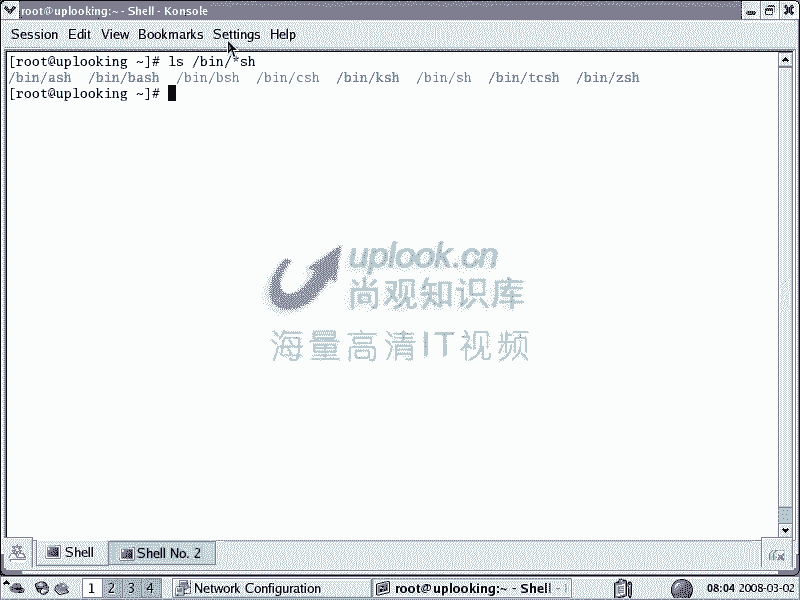 root@uplooking:~ - Shell - Konsole
Session Edit View Bookmarks Settings Help
[root@uplooking ~]# ls /bin/*sh
/bin/ash /bin/bash /bin/bsh /bin/csh /bin/ksh /bin/sh /bin/tcsh /bin/zsh
[root@uplooking ~]#
uplook.cn
尚观知识库
海量高清IT视频
Shell Shell No. 2
1 2 3 4 Network Configuration root@uplooking:~ - Shell - 08:04 2008-03-02